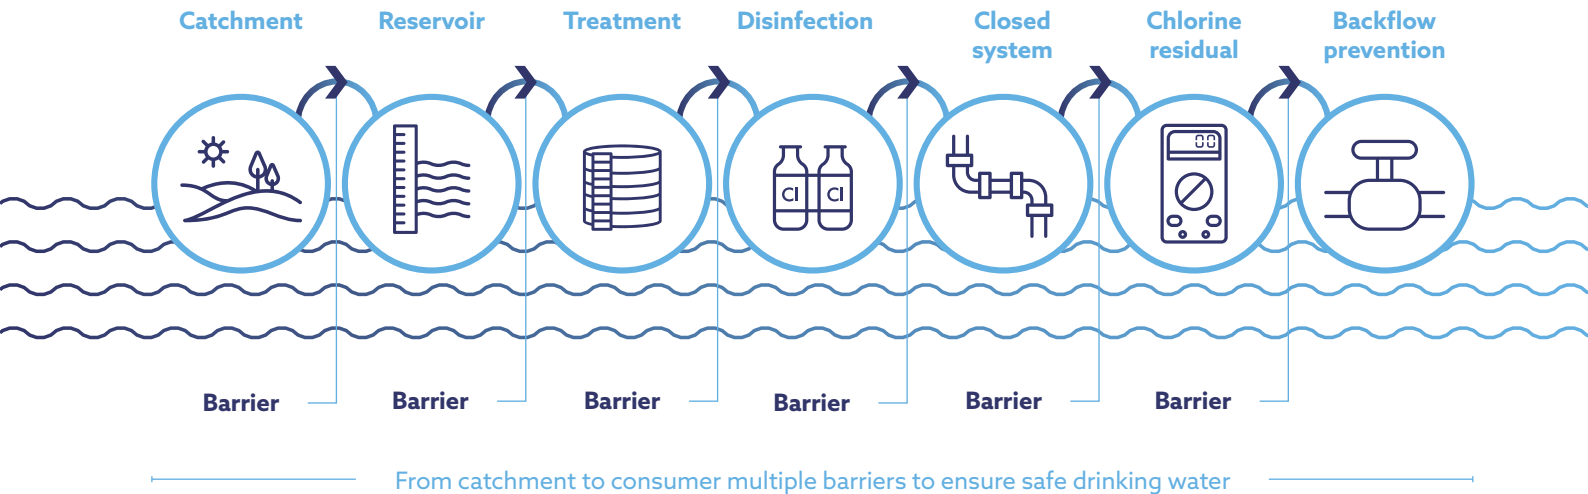 Catchment
Reservoir
Treatment
Disinfection
Closed
system
Chlorine
residual
Backflow
prevention
Cl
Cl
00
Barrier
Barrier
Barrier
Barrier
Barrier
Barrier
From catchment to consumer multiple barriers to ensure safe drinking water